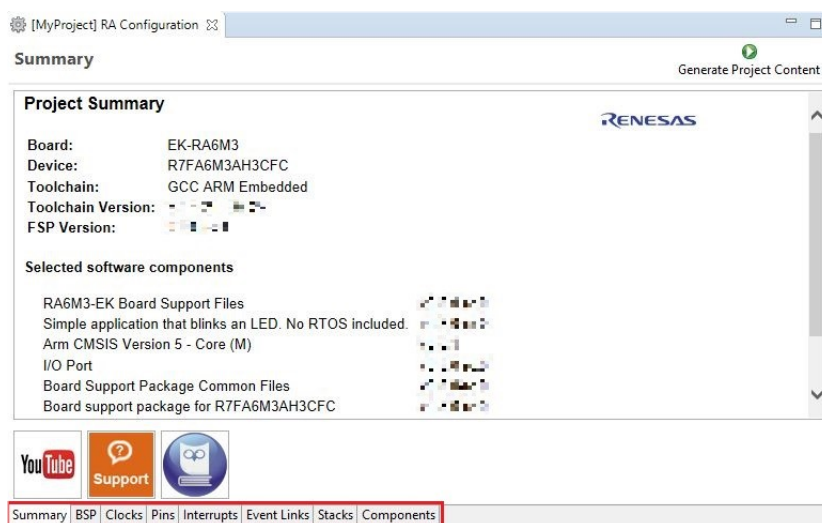 [MyProject] RA Configuration
Summary
Generate Project Content
Project Summary
RENESAS
Board: EK-RA6M3
Device: R7FA6M3AH3CFC
Toolchain: GCC ARM Embedded
Toolchain Version:
FSP Version:
Selected software components
RA6M3-EK Board Support Files
Simple application that blinks an LED. No RTOS included.
Arm CMSIS Version 5 - Core (M)
I/O Port
Board Support Package Common Files
Board support package for R7FA6M3AH3CFC
YouTube
Support
Summary BSP Clocks Pins Interrupts Event Links Stacks Components